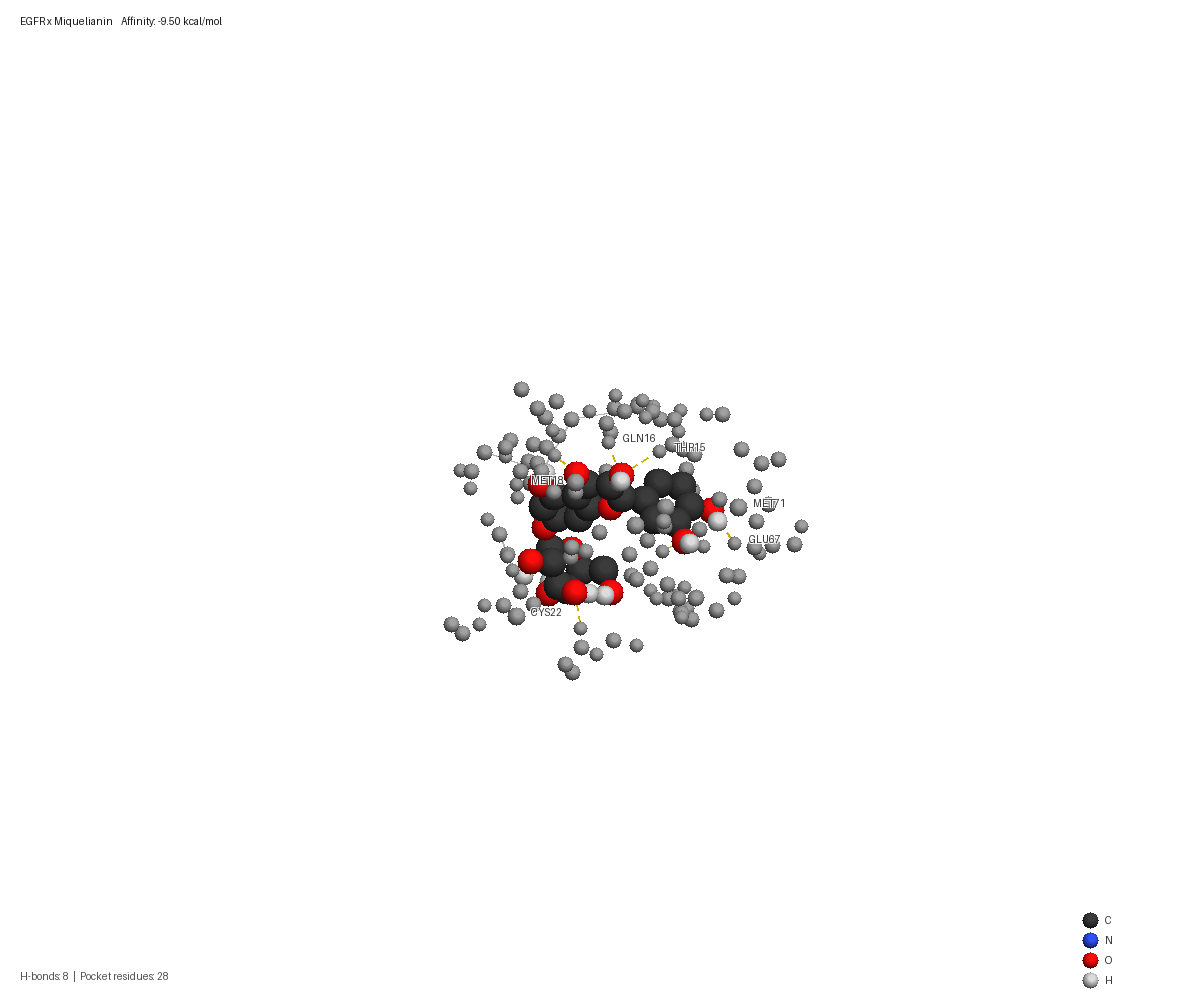 EGFR x Miquelianin   Affinity: -9.50 kcal/mol
GLN16
THR15
MET18
MET71
GLU67
CYS22
C
N
O
H
H-bonds: 8 | Pocket residues: 28